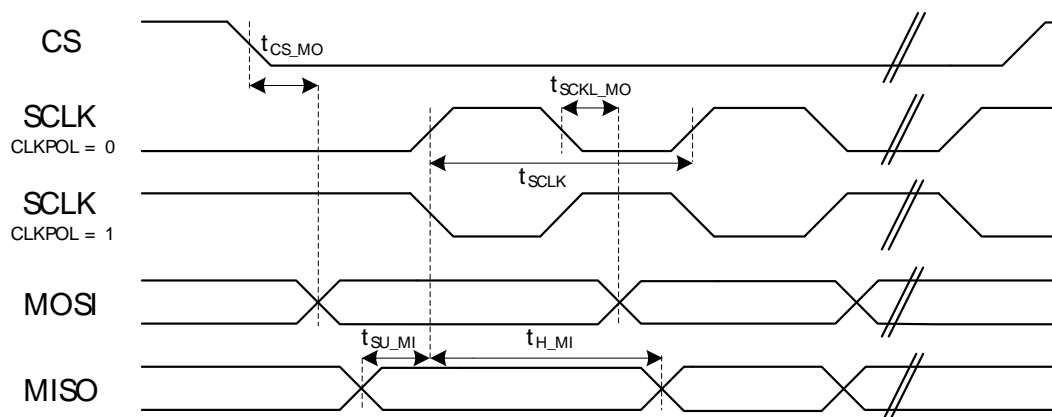 CS
tCS_MO
tSCKL_MO
SCLK
CLKPOL = 0
tSCLK
SCLK
CLKPOL = 1
MOSI
tSU_MI
tH_MI
MISO